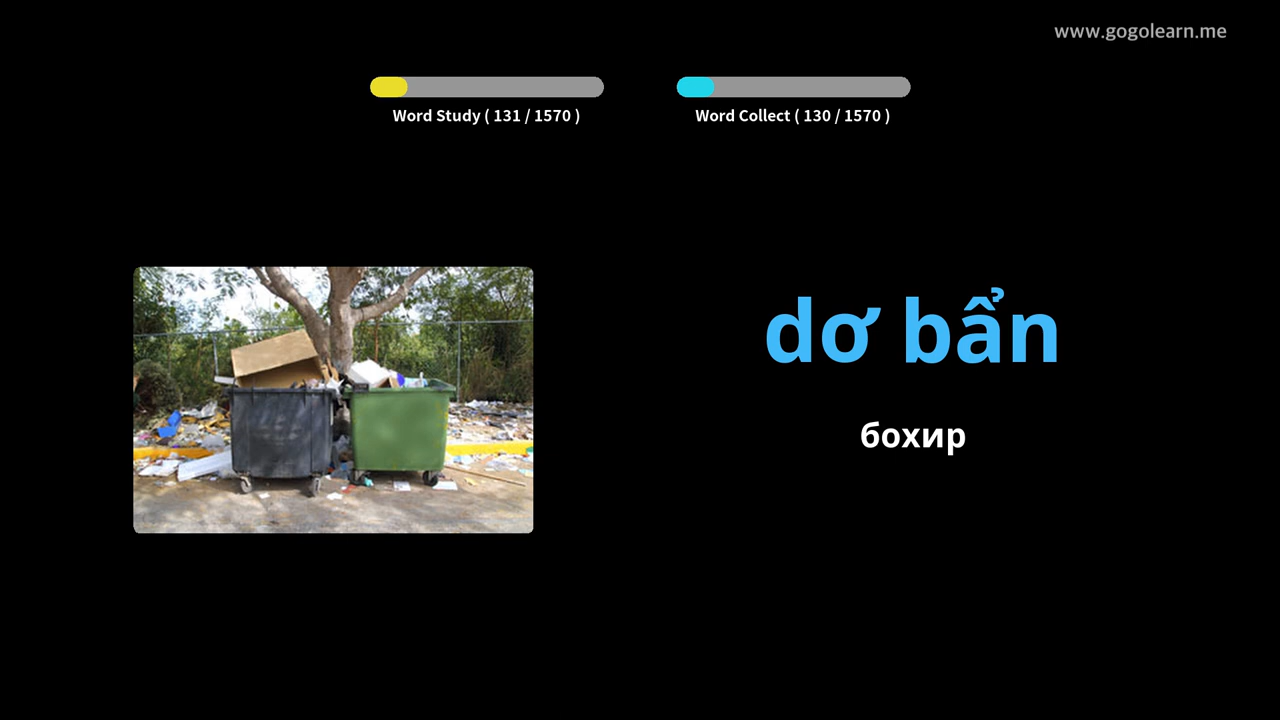 www.gogolearn.me
Word Study ( 131 / 1570 )
Word Collect ( 130 / 1570 )
dơ bẩn
бохир